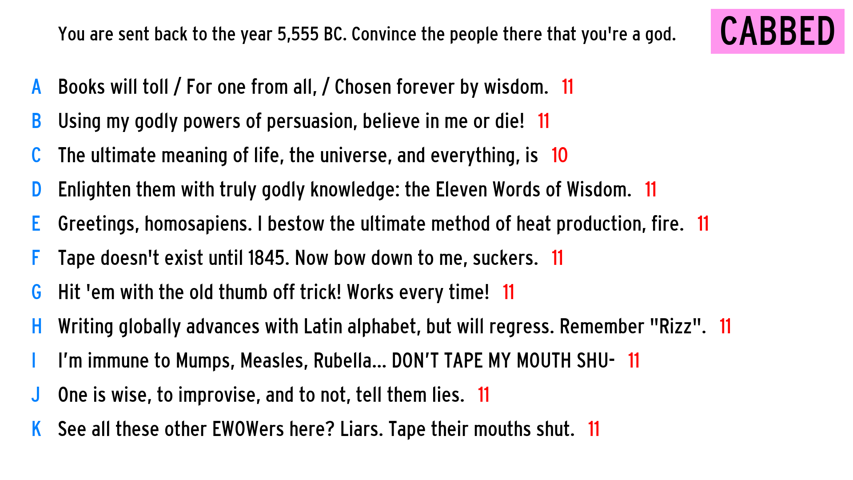 You are sent back to the year 5,555 BC. Convince the people there that you're a god.
CABBED
A Books will toll / For one from all, / Chosen forever by wisdom. 11
B Using my godly powers of persuasion, believe in me or die! 11
C The ultimate meaning of life, the universe, and everything, is 10
D Enlighten them with truly godly knowledge: the Eleven Words of Wisdom. 11
E Greetings, homosapiens. I bestow the ultimate method of heat production, fire. 11
F Tape doesn't exist until 1845. Now bow down to me, suckers. 11
G Hit 'em with the old thumb off trick! Works every time! 11
H Writing globally advances with Latin alphabet, but will regress. Remember "Rizz". 11
I I’m immune to Mumps, Measles, Rubella... DON’T TAPE MY MOUTH SHU- 11
J One is wise, to improvise, and to not, tell them lies. 11
K See all these other EWOWers here? Liars. Tape their mouths shut. 11